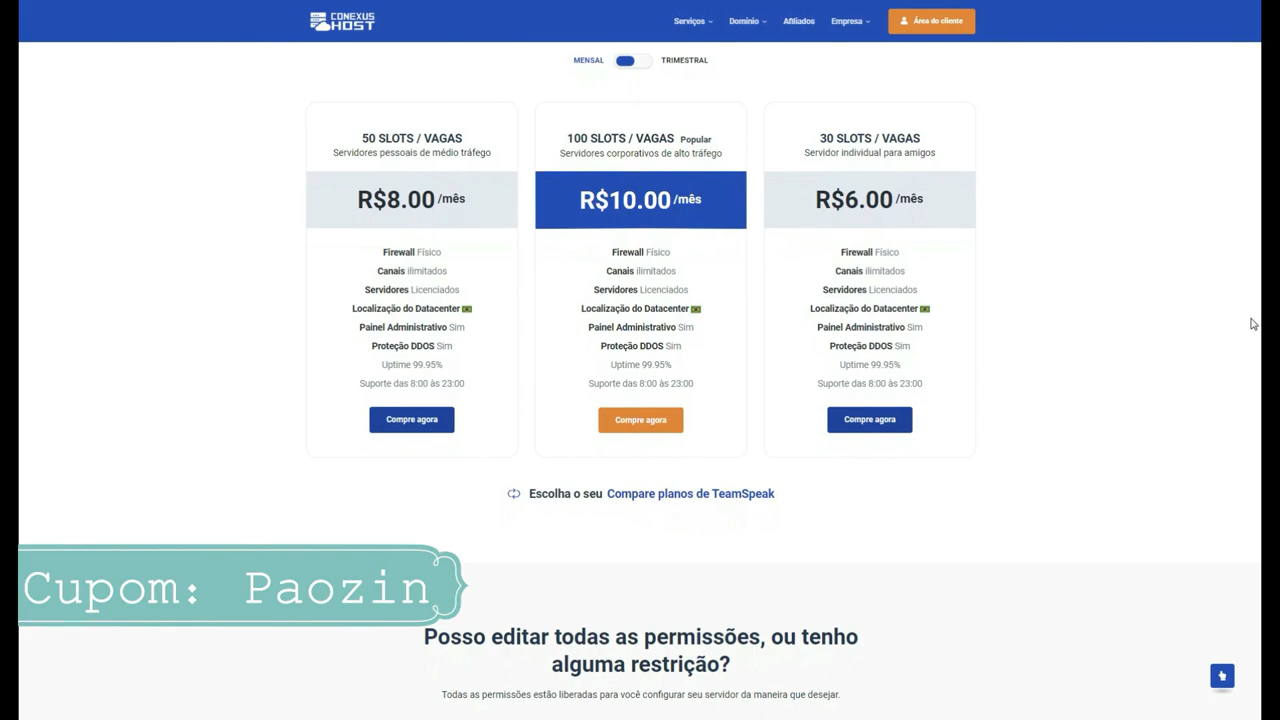 CONEXUS
HOST
Serviços
Domínio
Afiliados
Empresa
Área do cliente
MENSAL
TRIMESTRAL
50 SLOTS / VAGAS
Servidores pessoais de médio tráfego
R$8.00 /mês
Firewall Físico
Canais ilimitados
Servidores Licenciados
Localização do Datacenter
Painel Administrativo Sim
Proteção DDOS Sim
Uptime 99.95%
Suporte das 8:00 às 23:00
Compre agora
100 SLOTS / VAGAS Popular
Servidores corporativos de alto tráfego
R$10.00 /mês
Firewall Físico
Canais ilimitados
Servidores Licenciados
Localização do Datacenter
Painel Administrativo Sim
Proteção DDOS Sim
Uptime 99.95%
Suporte das 8:00 às 23:00
Compre agora
30 SLOTS / VAGAS
Servidor individual para amigos
R$6.00 /mês
Firewall Físico
Canais ilimitados
Servidores Licenciados
Localização do Datacenter
Painel Administrativo Sim
Proteção DDOS Sim
Uptime 99.95%
Suporte das 8:00 às 23:00
Compre agora
Escolha o seu Compare planos de TeamSpeak
Cupom: Paozin
Posso editar todas as permissões, ou tenho
alguma restrição?
Todas as permissões estão liberadas para você configurar seu servidor da maneira que desejar.